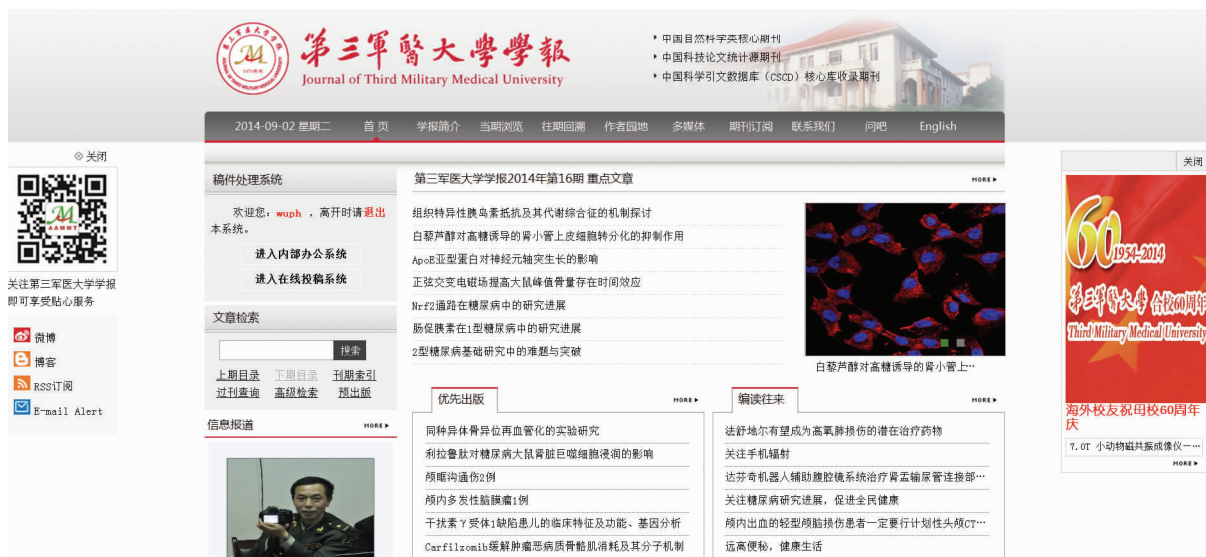 第三軍醫大學學報
Journal of Third Military Medical University
中国自然科学类核心期刊
中国科技论文统计源期刊
中国科学引文数据库（CSCD）核心库收录期刊
2014-09-02 星期二 首 页 学报简介 当期浏览 往期回溯 作者园地 多媒体 期刊订阅 联系我们 问吧 English
⊗ 关闭
AAMMT
关注第三军医大学学报
即可享受贴心服务
微博
博客
RSS订阅
E-mail Alert
稿件处理系统
欢迎您：wuph ，离开时请退出
本系统。
进入内部办公系统
进入在线投稿系统
文章检索
搜索
上期目录 下期目录 刊期索引
过刊查询 高级检索 预出版
信息报道 MORE
第三军医大学学报2014年第16期 重点文章 MORE
组织特异性胰岛素抵抗及其代谢综合征的机制探讨
白藜芦醇对高糖诱导的肾小管上皮细胞转分化的抑制作用
ApoE亚型蛋白对神经元轴突生长的影响
正弦交变电磁场提高大鼠峰值骨量存在时间效应
Nrf2通路在糖尿病中的研究进展
肠促胰素在1型糖尿病中的研究进展
2型糖尿病基础研究中的难题与突破
白藜芦醇对高糖诱导的肾小管上…
优先出版 MORE
同种异体骨异位再血管化的实验研究
利拉鲁肽对糖尿病大鼠肾脏巨噬细胞浸润的影响
颅眶沟通伤2例
颅内多发性脑膜瘤1例
干扰素γ受体1缺陷患儿的临床特征及功能、基因分析
Carfilzomib缓解肿瘤恶病质骨骼肌消耗及其分子机制
编读往来 MORE
法舒地尔有望成为高氧肺损伤的潜在治疗药物
关注手机辐射
达芬奇机器人辅助腹腔镜系统治疗肾盂输尿管连接部…
关注糖尿病研究进展，促进全民健康
颅内出血的轻型颅脑损伤患者一定要行计划性头颅CT…
远离便秘，健康生活
关闭
60
1954-2014
第三軍醫大學 合校60周年
Third Military Medical University
海外校友祝母校60周年
庆
7.0T 小动物磁共振成像仪一…
MORE